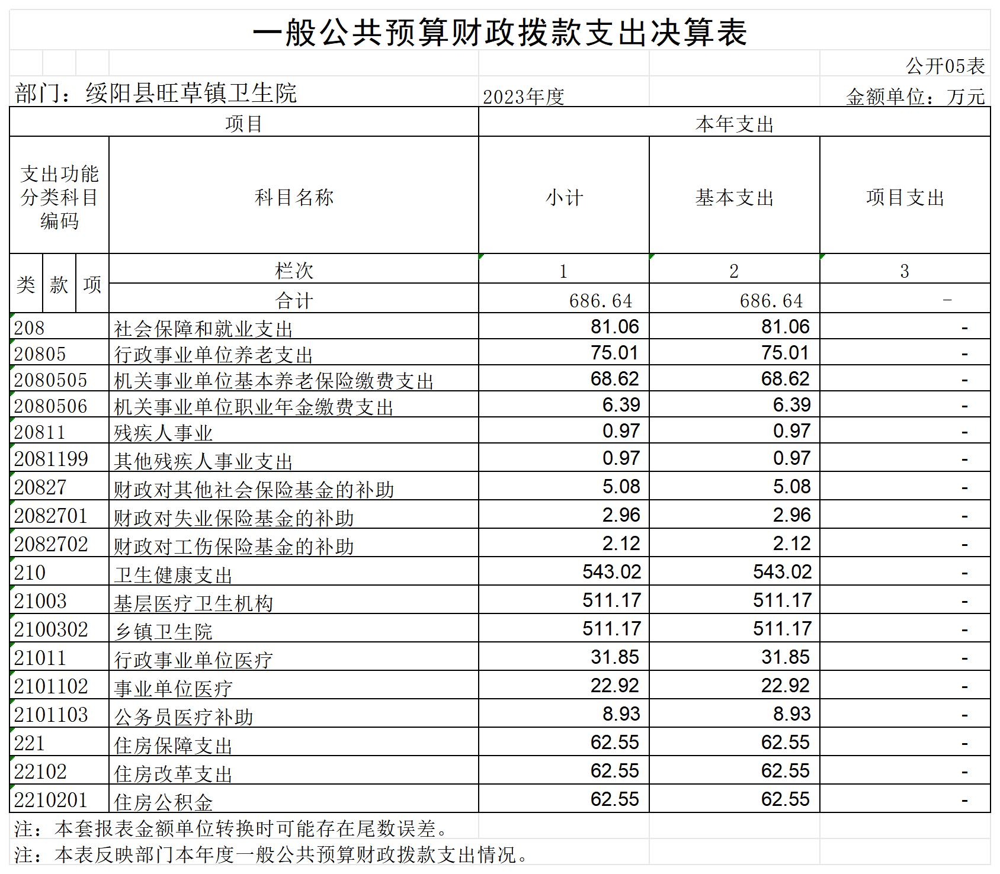 一般公共预算财政拨款支出决算表
公开05表
部门：绥阳县旺草镇卫生院 2023年度 金额单位：万元
项目 本年支出
支出功能
分类科目
编码
科目名称 小计 基本支出 项目支出
类 款 项
栏次 1 2 3
合计 686.64 686.64 -
208 社会保障和就业支出 81.06 81.06 -
20805 行政事业单位养老支出 75.01 75.01 -
2080505 机关事业单位基本养老保险缴费支出 68.62 68.62 -
2080506 机关事业单位职业年金缴费支出 6.39 6.39 -
20811 残疾人事业 0.97 0.97 -
2081199 其他残疾人事业支出 0.97 0.97 -
20827 财政对其他社会保险基金的补助 5.08 5.08 -
2082701 财政对失业保险基金的补助 2.96 2.96 -
2082702 财政对工伤保险基金的补助 2.12 2.12 -
210 卫生健康支出 543.02 543.02 -
21003 基层医疗卫生机构 511.17 511.17 -
2100302 乡镇卫生院 511.17 511.17 -
21011 行政事业单位医疗 31.85 31.85 -
2101102 事业单位医疗 22.92 22.92 -
2101103 公务员医疗补助 8.93 8.93 -
221 住房保障支出 62.55 62.55 -
22102 住房改革支出 62.55 62.55 -
2210201 住房公积金 62.55 62.55 -
注：本套报表金额单位转换时可能存在尾数误差。
注：本表反映部门本年度一般公共预算财政拨款支出情况。